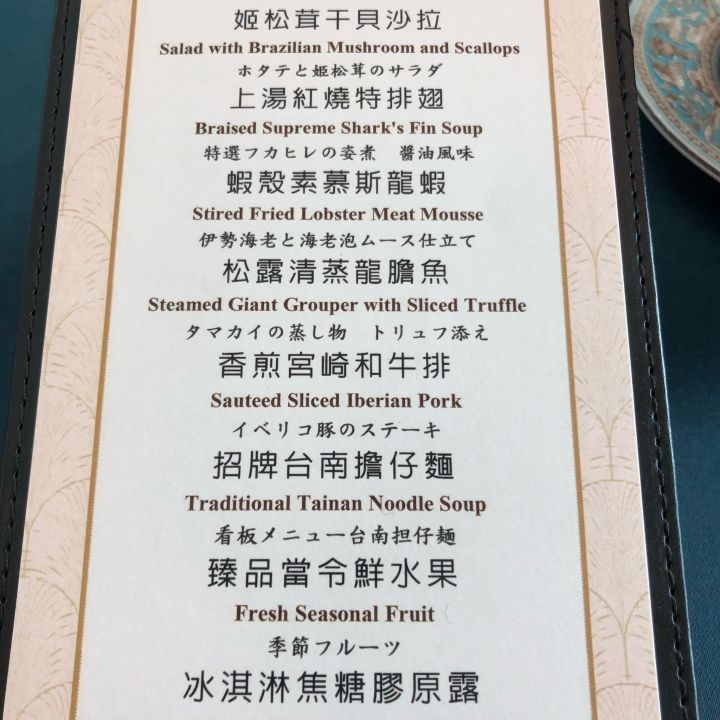 姬松茸干貝沙拉
Salad with Brazilian Mushroom and Scallops
ホタテと姫松茸のサラダ
上湯紅燒特排翅
Braised Supreme Shark's Fin Soup
特選フカヒレの姿煮　醬油風味
蝦殼素慕斯龍蝦
Stired Fried Lobster Meat Mousse
伊勢海老と海老泡ムース仕立て
松露清蒸龍膽魚
Steamed Giant Grouper with Sliced Truffle
タマカイの蒸し物　トリュフ添え
香煎宮崎和牛排
Sauteed Sliced Iberian Pork
イベリコ豚のステーキ
招牌台南擔仔麵
Traditional Tainan Noodle Soup
看板メニュー台南担仔麺
臻品當令鮮水果
Fresh Seasonal Fruit
季節フルーツ
冰淇淋焦糖膠原露